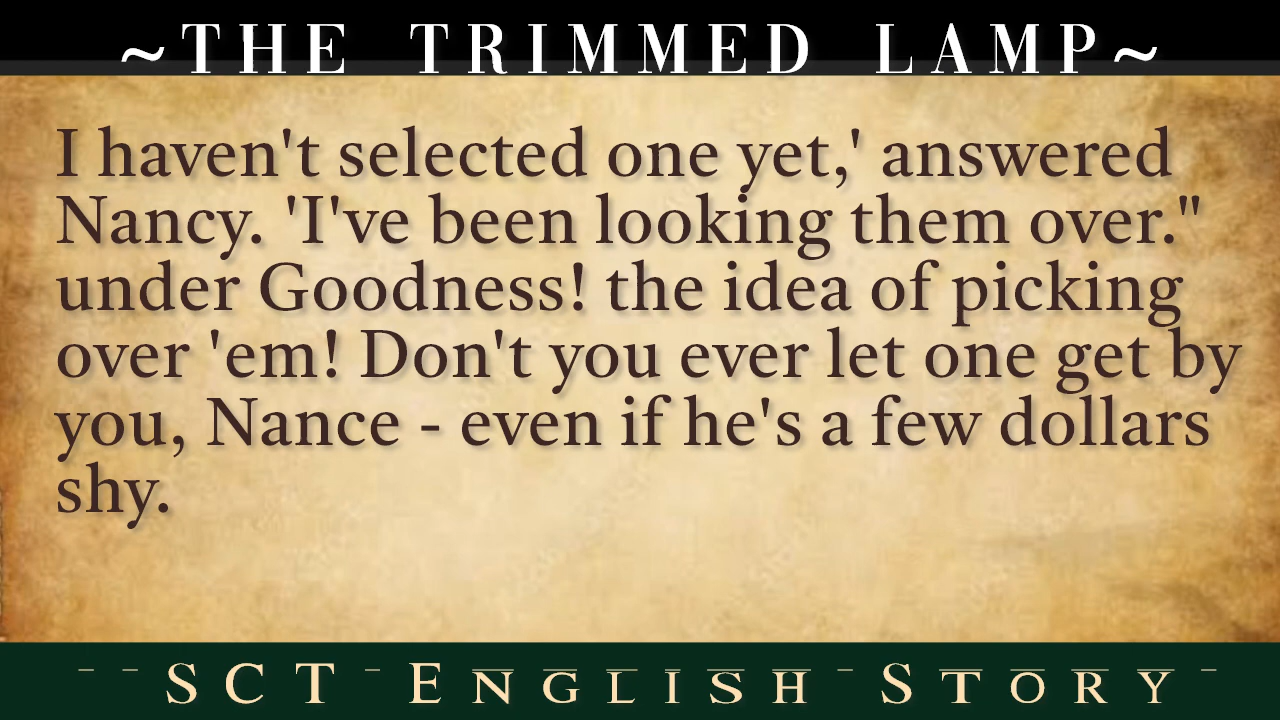 ~THE TRIMMED LAMP~
I haven't selected one yet,' answered
Nancy. 'I've been looking them over."
under Goodness! the idea of picking
over 'em! Don't you ever let one get by
you, Nance - even if he's a few dollars
shy.
SCT English Story